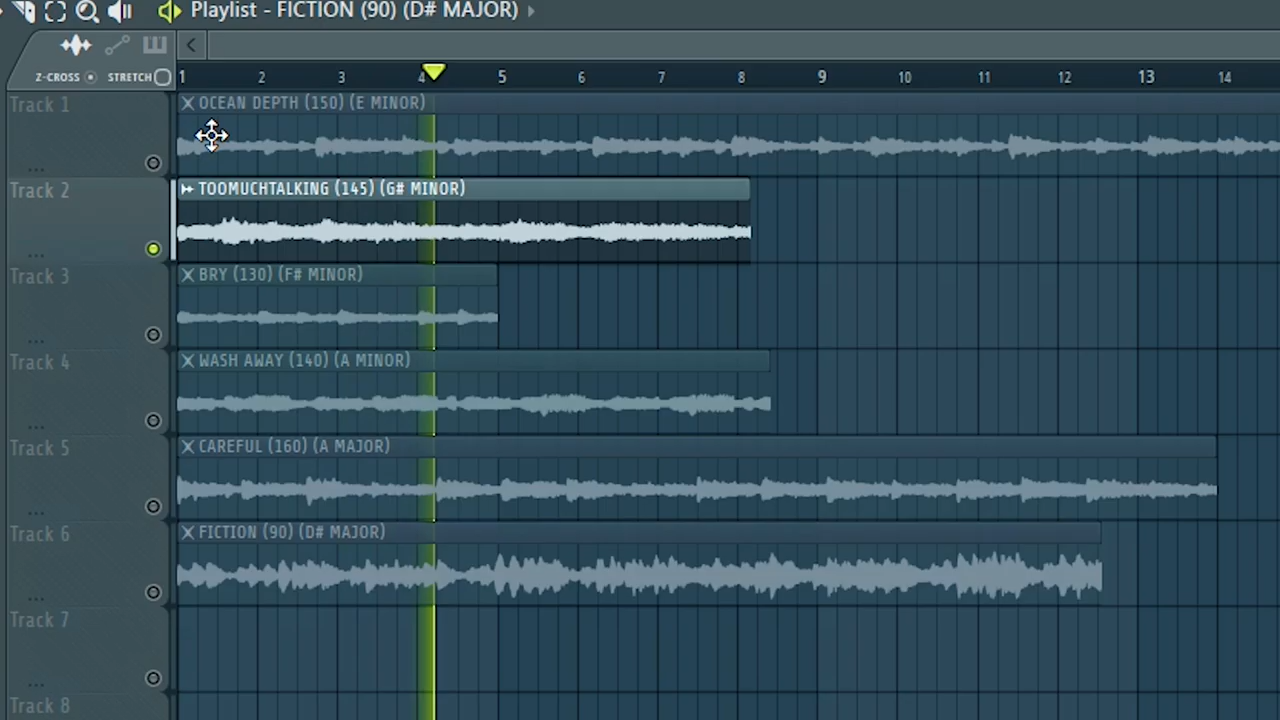 Playlist - FICTION (90) (D# MAJOR)
Z-CROSS STRETCH
1 2 3 4 5 6 7 8 9 10 11 12 13 14
Track 1
OCEAN DEPTH (150) (E MINOR)
Track 2
TOOMUCHTALKING (145) (G# MINOR)
Track 3
BRY (130) (F# MINOR)
Track 4
WASH AWAY (140) (A MINOR)
Track 5
CAREFUL (160) (A MAJOR)
Track 6
FICTION (90) (D# MAJOR)
Track 7
Track 8